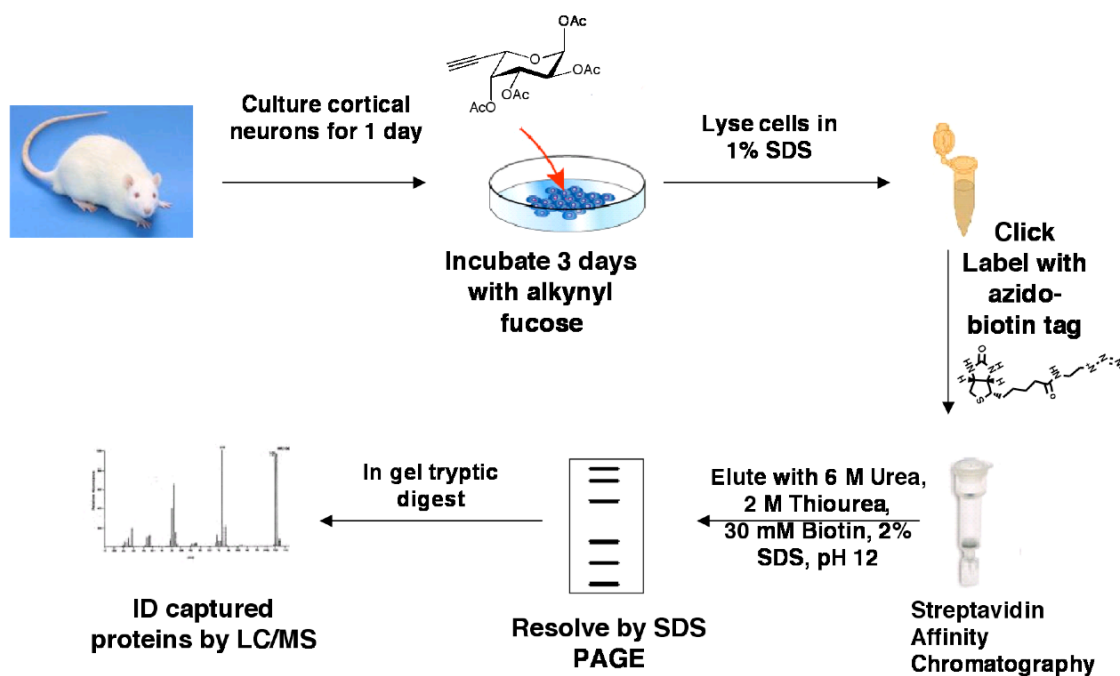 OAc
O
OAc
OAc
AcO
Culture cortical
neurons for 1 day
Lyse cells in
1% SDS
Incubate 3 days
with alkynyl
fucose
Click
Label with
azido-
biotin tag
O
HN
NH
H
H
S
O
HN
N
N
N
Streptavidin
Affinity
Chromatography
Elute with 6 M Urea,
2 M Thiourea,
30 mM Biotin, 2%
SDS, pH 12
Resolve by SDS
PAGE
In gel tryptic
digest
ID captured
proteins by LC/MS